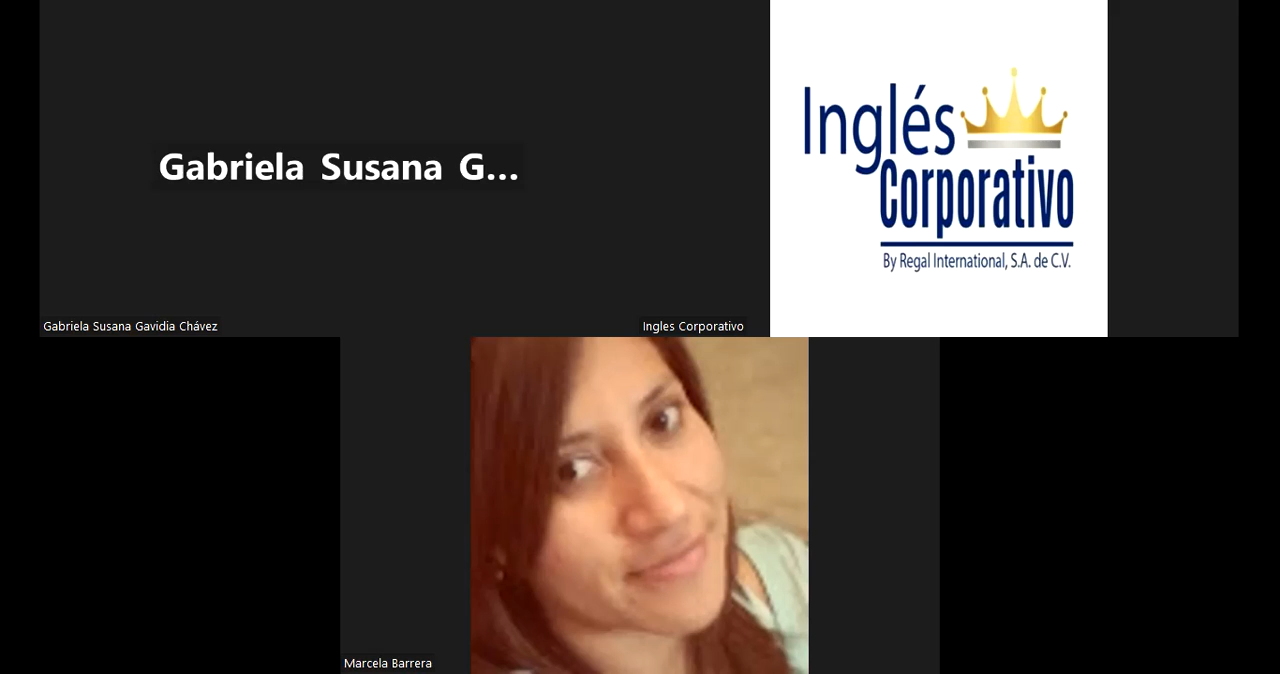 Gabriela Susana G...
Inglés
Corporativo
By Regal International, S.A. de C.V.
Gabriela Susana Gavidia Chávez
Ingles Corporativo
Marcela Barrera